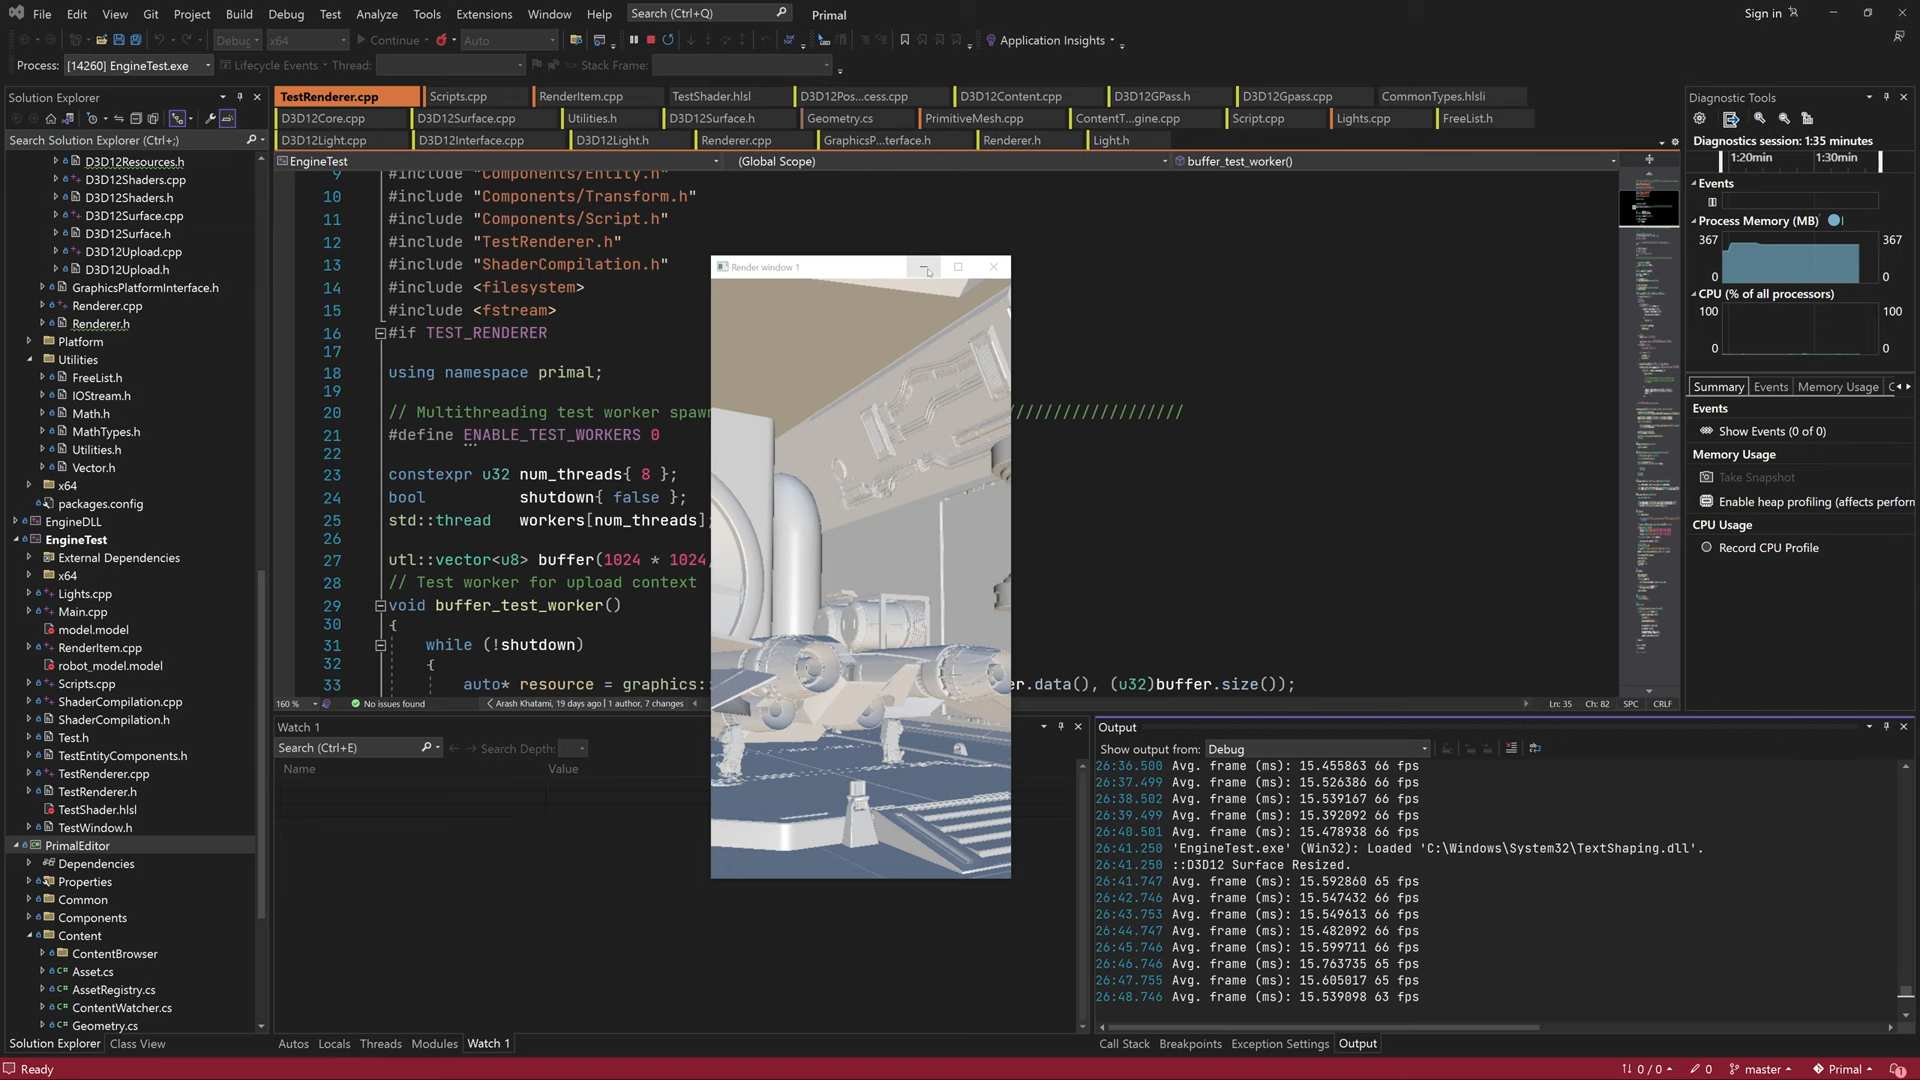 File Edit View Git Project Build Debug Test Analyze Tools Extensions Window Help Search (Ctrl+Q) Primal Sign in
Debug x64 Continue Auto Application Insights
Process: [14260] EngineTest.exe Lifecycle Events Thread: Stack Frame:
Solution Explorer
Search Solution Explorer (Ctrl+;)
D3D12Resources.h
D3D12Shaders.cpp
D3D12Shaders.h
D3D12Surface.cpp
D3D12Surface.h
D3D12Upload.cpp
D3D12Upload.h
GraphicsPlatformInterface.h
Renderer.cpp
Renderer.h
Platform
Utilities
FreeList.h
IOStream.h
Math.h
MathTypes.h
Utilities.h
Vector.h
x64
packages.config
EngineDLL
EngineTest
External Dependencies
x64
Lights.cpp
Main.cpp
model.model
RenderItem.cpp
robot_model.model
Scripts.cpp
ShaderCompilation.cpp
ShaderCompilation.h
Test.h
TestEntityComponents.h
TestRenderer.cpp
TestRenderer.h
TestShader.hlsl
TestWindow.h
PrimalEditor
Dependencies
Properties
Common
Components
Content
ContentBrowser
Asset.cs
AssetRegistry.cs
ContentWatcher.cs
Geometry.cs
Solution Explorer Class View
TestRenderer.cpp Scripts.cpp RenderItem.cpp TestShader.hlsl D3D12Pos...cess.cpp D3D12Content.cpp D3D12GPass.h D3D12Gpass.cpp CommonTypes.hlsli
D3D12Core.cpp D3D12Surface.cpp Utilities.h D3D12Surface.h Geometry.cs PrimitiveMesh.cpp ContentT...gine.cpp Script.cpp Lights.cpp FreeList.h
D3D12Light.cpp D3D12Interface.cpp D3D12Light.h Renderer.cpp GraphicsP...terface.h Renderer.h Light.h
EngineTest (Global Scope) buffer_test_worker()
9 #include "Components/Entity.h"
10 #include "Components/Transform.h"
11 #include "Components/Script.h"
12 #include "TestRenderer.h"
13 #include "ShaderCompilation.h"
14 #include <filesystem>
15 #include <fstream>
16 #if TEST_RENDERER
17
18 using namespace primal;
19
20 // Multithreading test worker spawn ///////////////////
21 #define ENABLE_TEST_WORKERS 0
22
23 constexpr u32 num_threads{ 8 };
24 bool shutdown{ false };
25 std::thread workers[num_threads];
26
27 utl::vector<u8> buffer(1024 * 1024
28 // Test worker for upload context
29 void buffer_test_worker()
30 {
31 while (!shutdown)
32 {
33 auto* resource = graphics: er.data(), (u32)buffer.size());
160 % No issues found Arash Khatami, 19 days ago | 1 author, 7 changes Ln: 35 Ch: 82 SPC CRLF
Render window 1
Watch 1
Search (Ctrl+E) Search Depth:
Name Value
Autos Locals Threads Modules Watch 1
Output
Show output from: Debug
26:36.500 Avg. frame (ms): 15.455863 66 fps
26:37.499 Avg. frame (ms): 15.526386 66 fps
26:38.502 Avg. frame (ms): 15.539167 66 fps
26:39.499 Avg. frame (ms): 15.392092 66 fps
26:40.501 Avg. frame (ms): 15.478938 66 fps
26:41.250 'EngineTest.exe' (Win32): Loaded 'C:\Windows\System32\TextShaping.dll'.
26:41.250 ::D3D12 Surface Resized.
26:41.747 Avg. frame (ms): 15.592860 65 fps
26:42.746 Avg. frame (ms): 15.547432 66 fps
26:43.753 Avg. frame (ms): 15.549613 66 fps
26:44.747 Avg. frame (ms): 15.482092 66 fps
26:45.746 Avg. frame (ms): 15.599711 66 fps
26:46.746 Avg. frame (ms): 15.763735 65 fps
26:47.755 Avg. frame (ms): 15.605017 65 fps
26:48.746 Avg. frame (ms): 15.539098 63 fps
Call Stack Breakpoints Exception Settings Output
Diagnostic Tools
Diagnostics session: 1:35 minutes
1:20min 1:30min
Events
Process Memory (MB)
367 367
0 0
CPU (% of all processors)
100 100
0 0
Summary Events Memory Usage C
Events
Show Events (0 of 0)
Memory Usage
Take Snapshot
Enable heap profiling (affects perform
CPU Usage
Record CPU Profile
Ready 0 / 0 0 master Primal 1